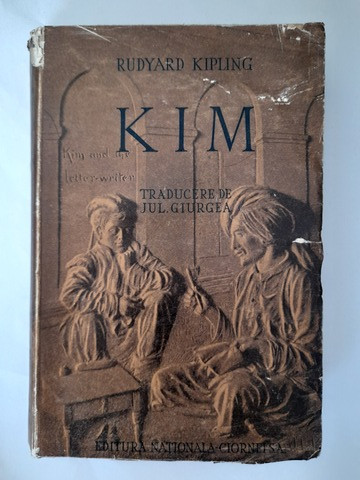 RUDYARD KIPLING
KIM
Kim and the
letter-writer
TRADUCERE DE
JUL. GIURGEA
EDITURA NAȚIONALA-CIORNEI S.A.